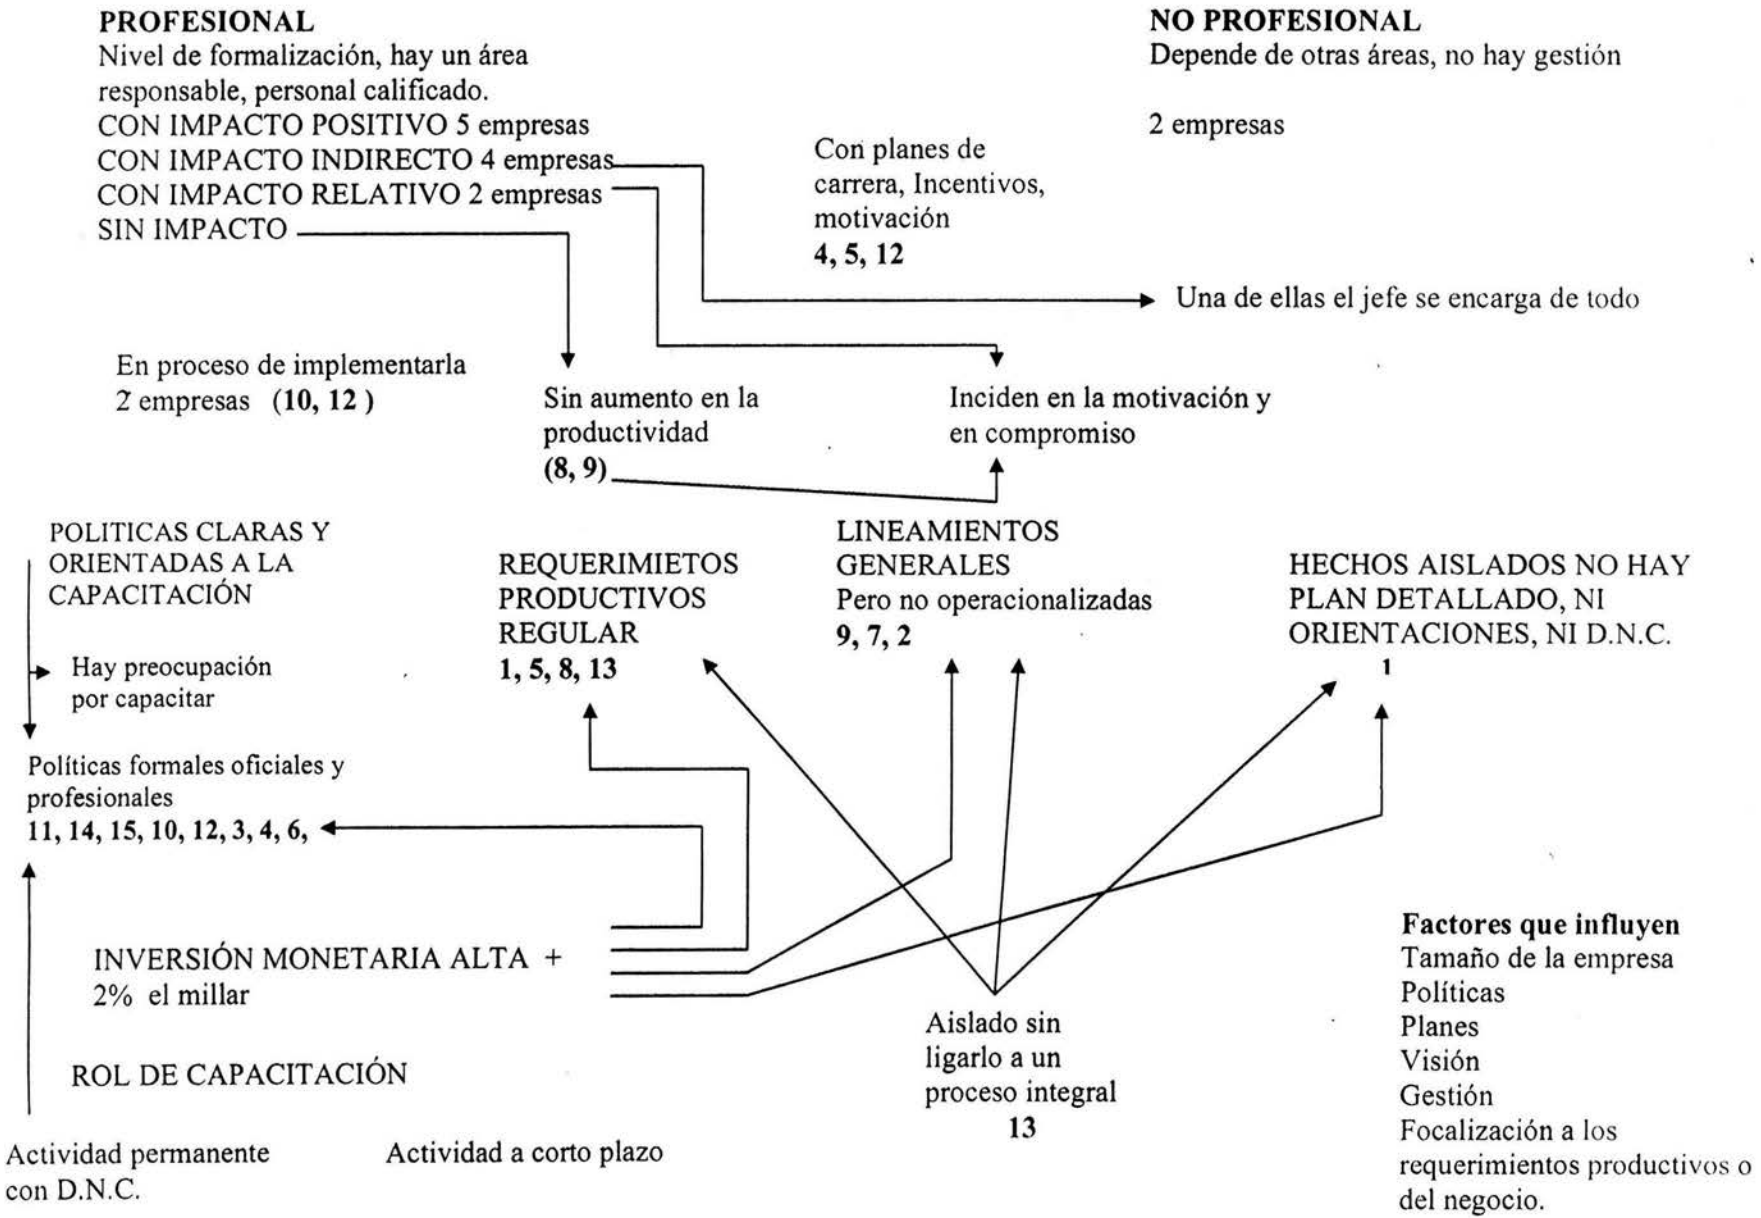 PROFESIONAL
Nivel de formalización, hay un área
responsable, personal calificado.
CON IMPACTO POSITIVO 5 empresas
CON IMPACTO INDIRECTO 4 empresas
CON IMPACTO RELATIVO 2 empresas
SIN IMPACTO
NO PROFESIONAL
Depende de otras áreas, no hay gestión
2 empresas
Con planes de
carrera, Incentivos,
motivación
4, 5, 12
Una de ellas el jefe se encarga de todo
En proceso de implementarla
2 empresas (10, 12 )
Sin aumento en la
productividad
(8, 9)
Inciden en la motivación y
en compromiso
POLITICAS CLARAS Y
ORIENTADAS A LA
CAPACITACIÓN
Hay preocupación
por capacitar
Políticas formales oficiales y
profesionales
11, 14, 15, 10, 12, 3, 4, 6,
REQUERIMIETOS
PRODUCTIVOS
REGULAR
1, 5, 8, 13
LINEAMIENTOS
GENERALES
Pero no operacionalizadas
9, 7, 2
HECHOS AISLADOS NO HAY
PLAN DETALLADO, NI
ORIENTACIONES, NI D.N.C.
1
INVERSIÓN MONETARIA ALTA +
2% el millar
ROL DE CAPACITACIÓN
Actividad permanente
con D.N.C.
Actividad a corto plazo
Aislado sin
ligarlo a un
proceso integral
13
Factores que influyen
Tamaño de la empresa
Políticas
Planes
Visión
Gestión
Focalización a los
requerimientos productivos o
del negocio.